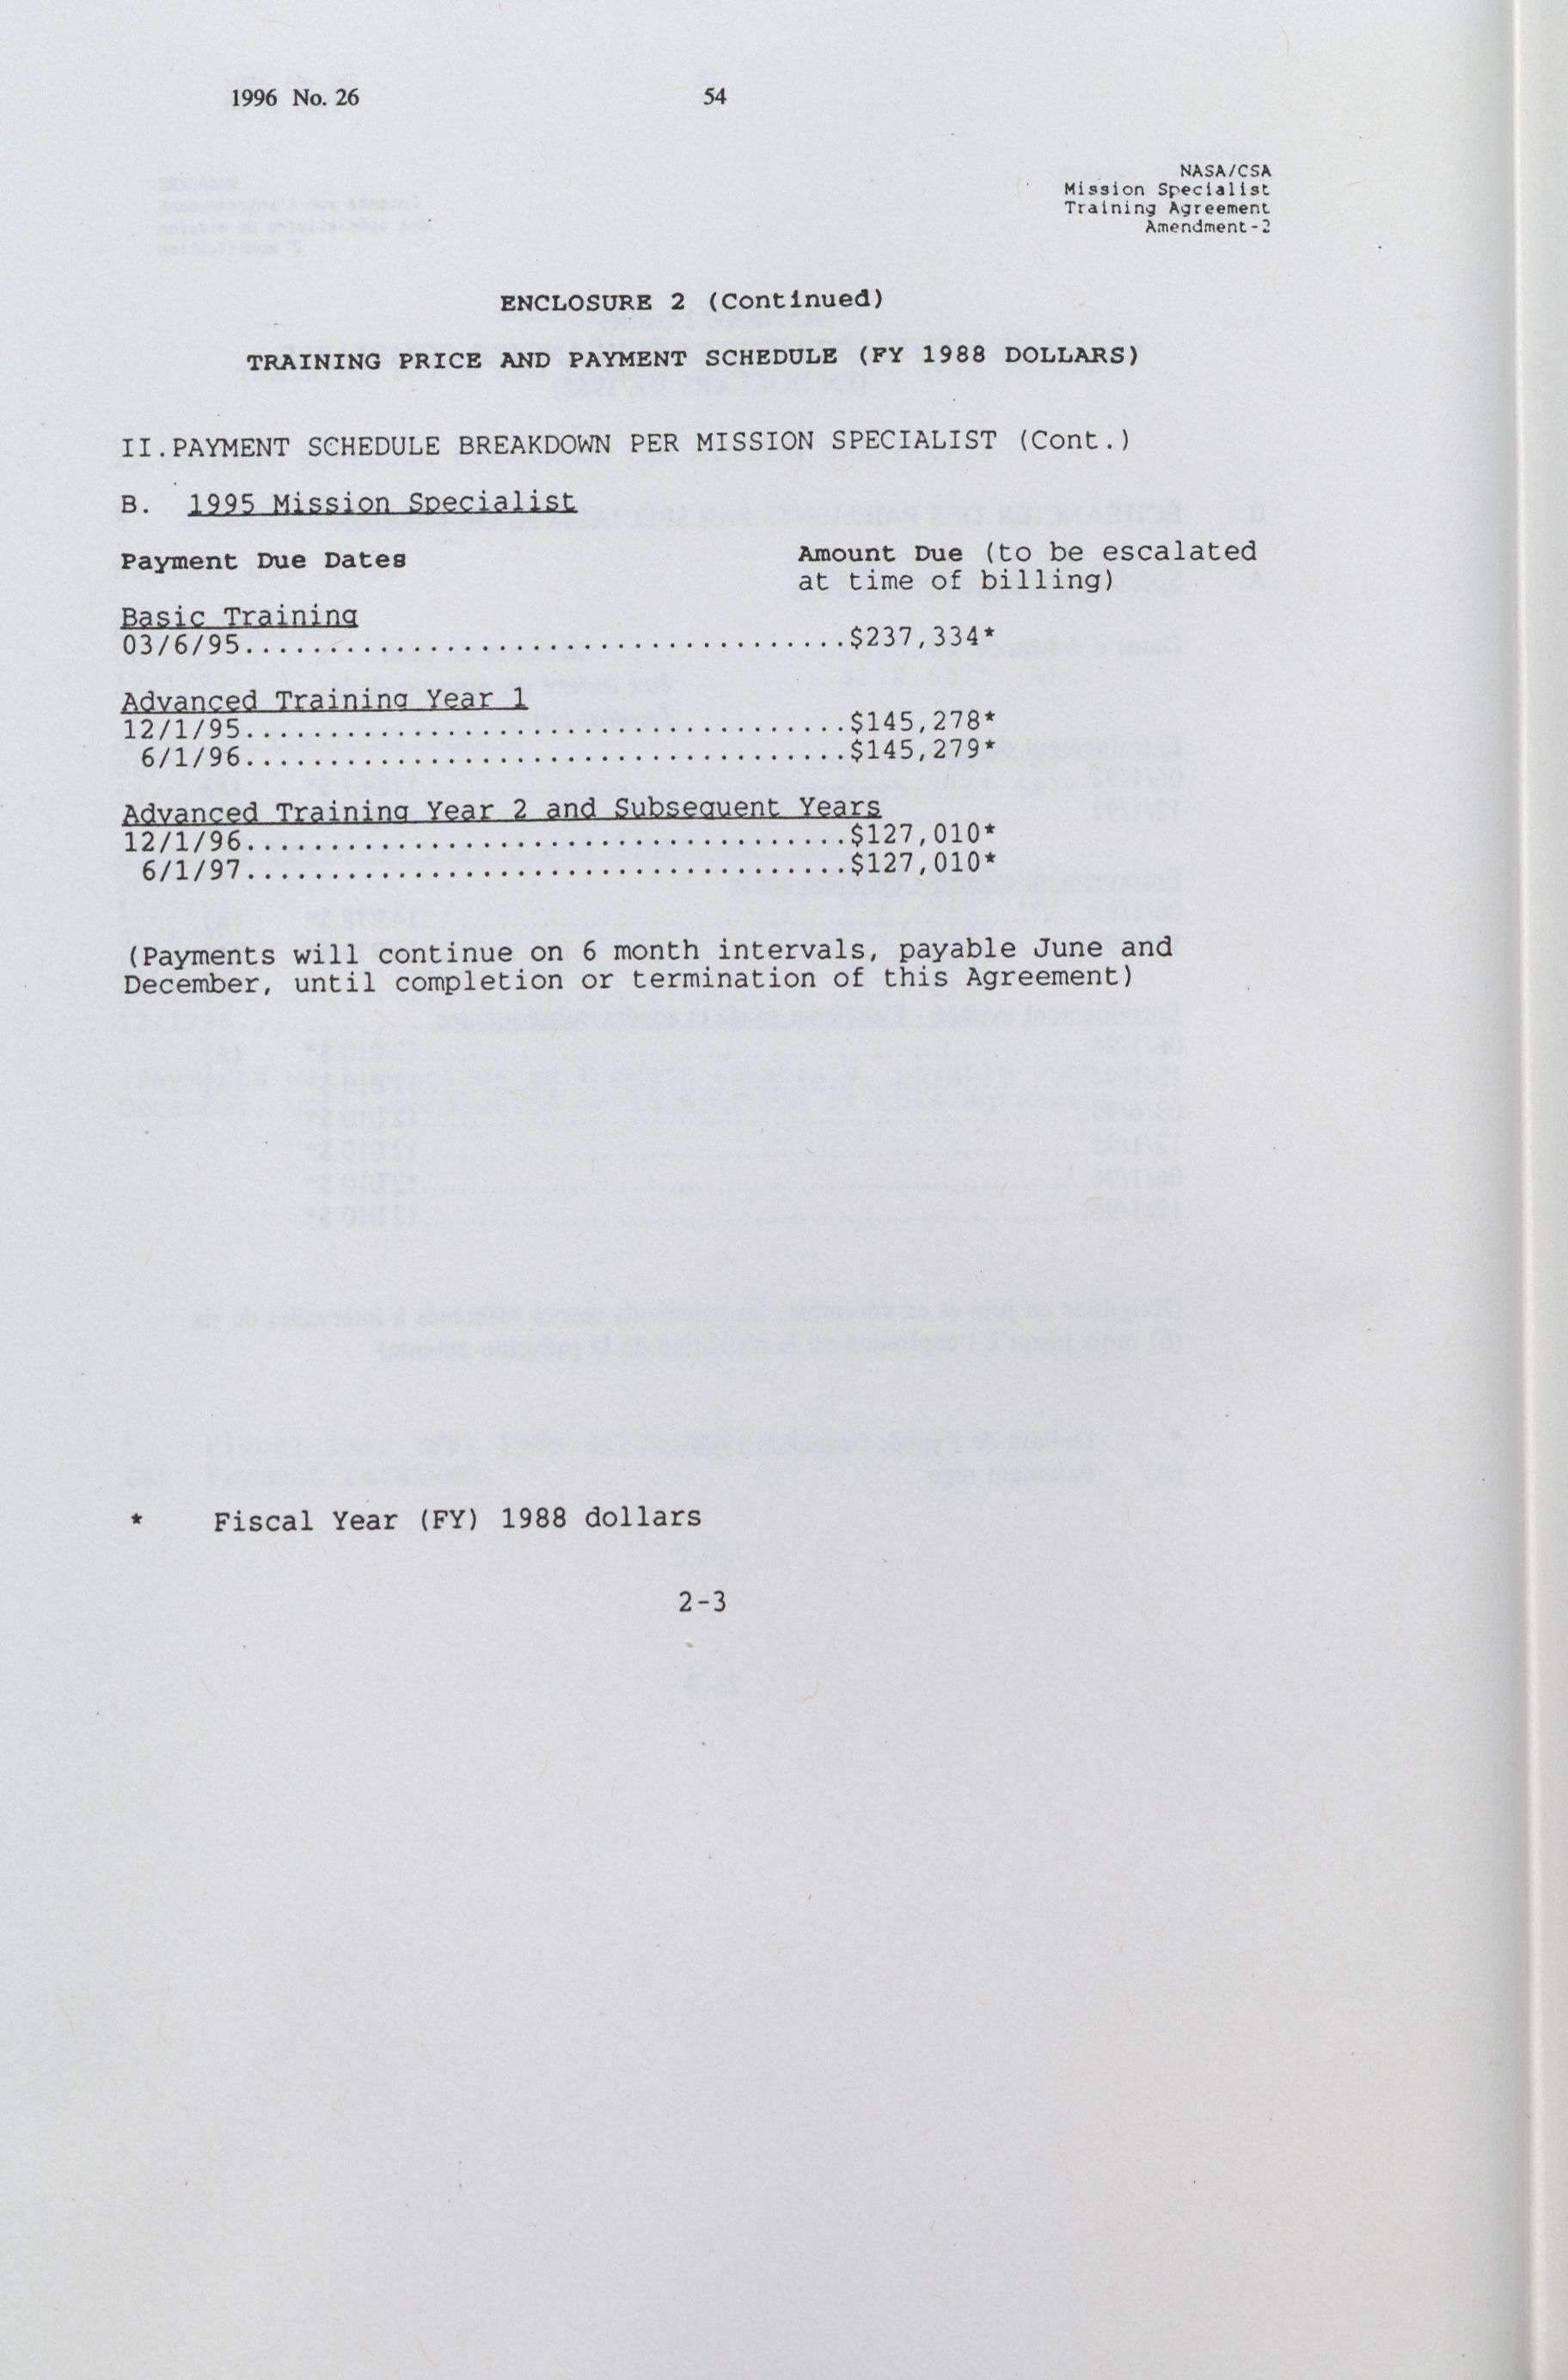 1996 No. 26
54
NASA/CSA
Mission Specialist
Training Agreement
Amendment-2
ENCLOSURE 2 (Continued)
TRAINING PRICE AND PAYMENT SCHEDULE (FY 1988 DOLLARS)
II.PAYMENT SCHEDULE BREAKDOWN PER MISSION SPECIALIST (Cont.)
B. 1995 Mission Specialist
Payment Due Dates
Amount Due (to be escalated
at time of billing)
Basic Training
03/6/95....................................$237,334*
Advanced Training Year 1
12/1/95....................................$145,278*
6/1/96....................................$145,279*
Advanced Training Year 2 and Subsequent Years
12/1/96....................................$127,010*
6/1/97....................................$127,010*
(Payments will continue on 6 month intervals, payable June and
December, until completion or termination of this Agreement)
* Fiscal Year (FY) 1988 dollars
2-3